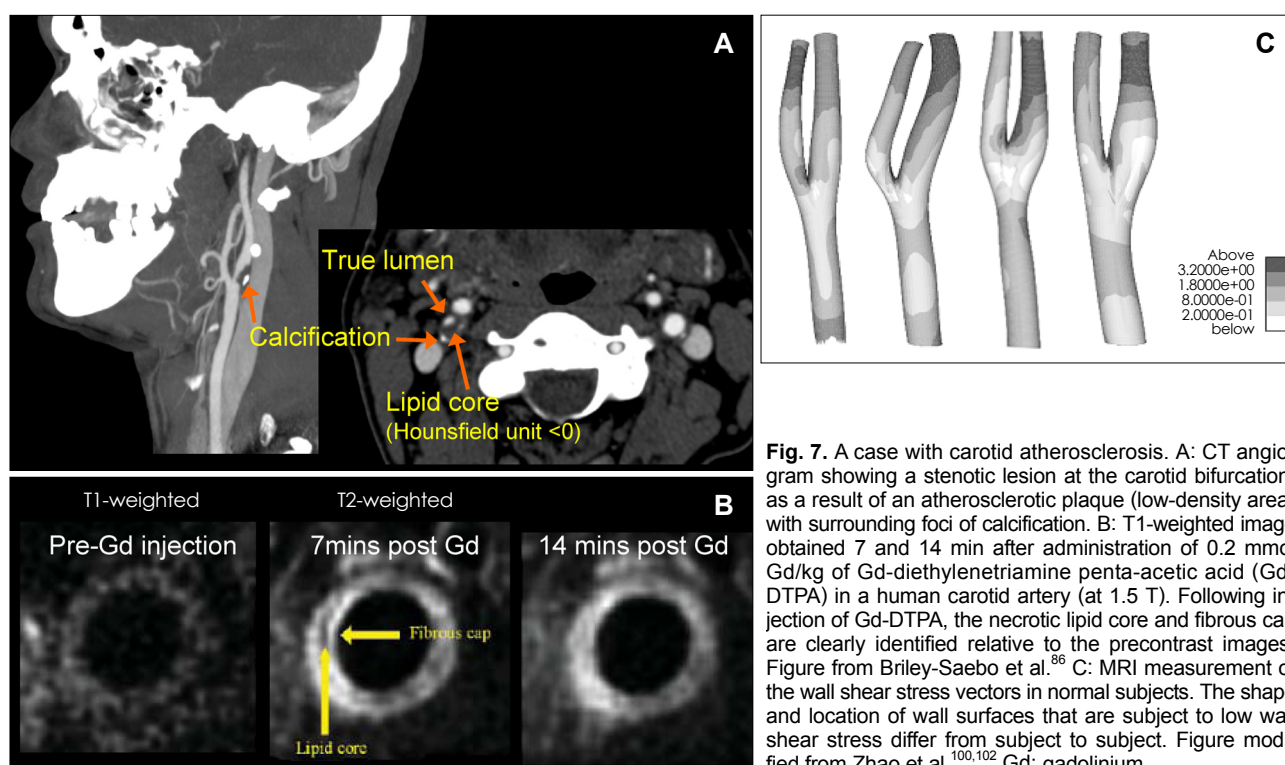 A
True lumen
Calcification
Lipid core
(Hounsfield unit <0)
T1-weighted
T2-weighted
B
Pre-Gd injection
7mins post Gd
14 mins post Gd
Fibrous cap
Lipid core
C
Above
3.2000e+00
1.8000e+00
8.0000e-01
2.0000e-01
below
Fig. 7. A case with carotid atherosclerosis. A: CT angio
gram showing a stenotic lesion at the carotid bifurcation
as a result of an atherosclerotic plaque (low-density area
with surrounding foci of calcification. B: T1-weighted imag
obtained 7 and 14 min after administration of 0.2 mmo
Gd/kg of Gd-diethylenetriamine penta-acetic acid (Gd
DTPA) in a human carotid artery (at 1.5 T). Following in
jection of Gd-DTPA, the necrotic lipid core and fibrous ca
are clearly identified relative to the precontrast images
Figure from Briley-Saebo et al.86 C: MRI measurement o
the wall shear stress vectors in normal subjects. The shap
and location of wall surfaces that are subject to low wa
shear stress differ from subject to subject. Figure mod
fied from Zhao et al.100,102 Gd: gadolinium